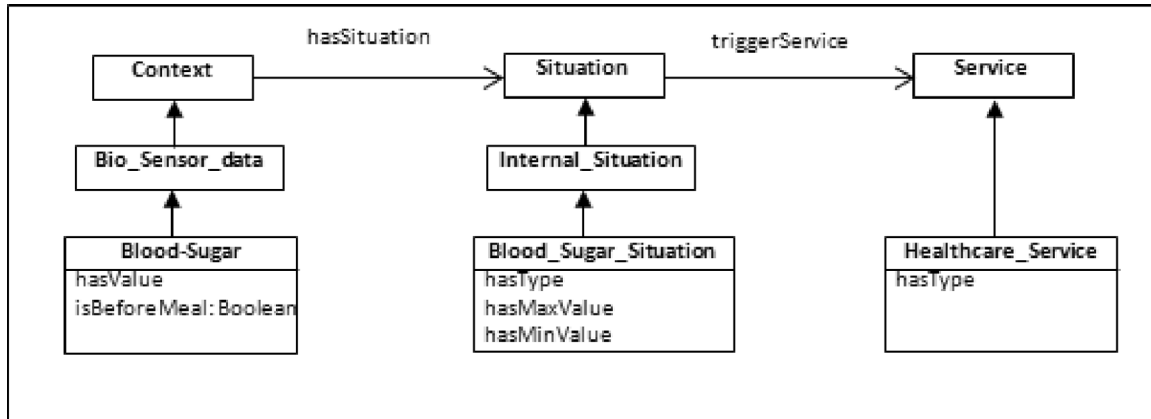 hasSituation
triggerService
Context
Situation
Service
Bio_Sensor_data
Internal_Situation
Blood-Sugar
hasValue
isBeforeMeal: Boolean
Blood_Sugar_Situation
hasType
hasMaxValue
hasMinValue
Healthcare_Service
hasType